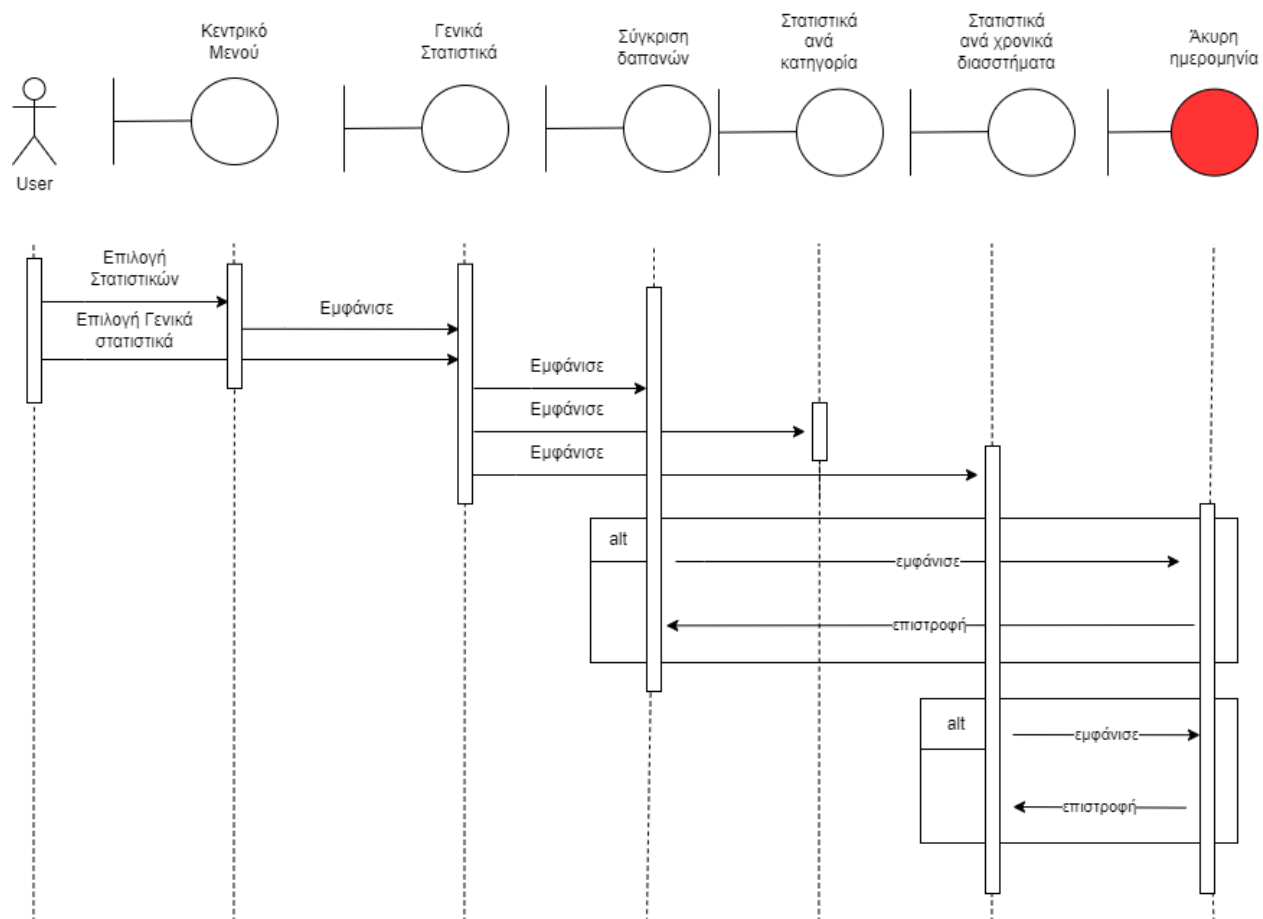 Κεντρικό
Μενού
Γενικά
Στατιστικά
Σύγκριση
δαπανών
Στατιστικά
ανά
κατηγορία
Στατιστικά
ανά χρονικά
διασστήματα
Άκυρη
ημερομηνία
User
Επιλογή
Στατιστικών
Εμφάνισε
Επιλογή Γενικά
στατιστικά
Εμφάνισε
Εμφάνισε
Εμφάνισε
alt
εμφάνισε
επιστροφή
alt
εμφάνισε
επιστροφή